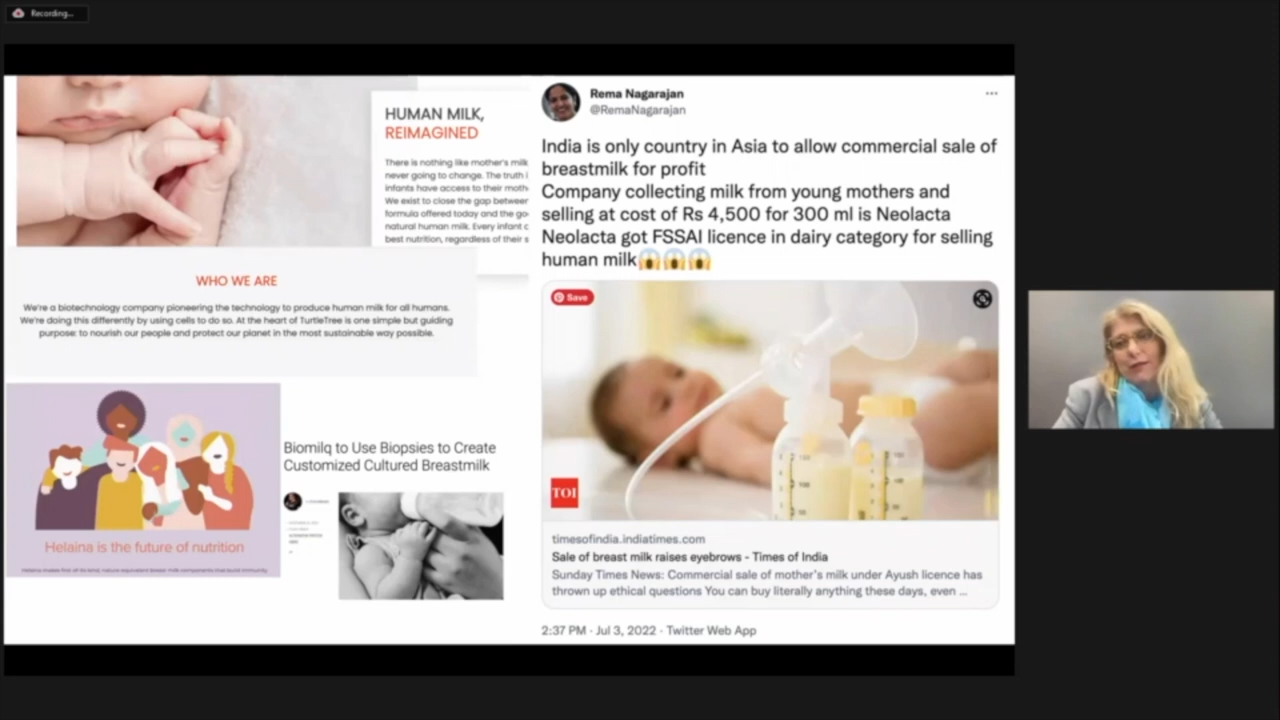 Recording...
HUMAN MILK,
REIMAGINED
There is nothing like mother's milk
never going to change. The truth i
infants have access to their moth
We exist to close the gap between
formula offered today and the go
natural human milk. Every infant
best nutrition, regardless of their s
WHO WE ARE
We're a biotechnology company pioneering the technology to produce human milk for all humans.
We're doing this differently by using cells to do so. At the heart of TurtleTree is one simple but guiding
purpose: to nourish our people and protect our planet in the most sustainable way possible.
Helaina is the future of nutrition
Biomilq to Use Biopsies to Create
Customized Cultured Breastmilk
Rema Nagarajan
@RemaNagarajan
India is only country in Asia to allow commercial sale of
breastmilk for profit
Company collecting milk from young mothers and
selling at cost of Rs 4,500 for 300 ml is Neolacta
Neolacta got FSSAI licence in dairy category for selling
human milk😱😱😱
Save
TOI
timesofindia.indiatimes.com
Sale of breast milk raises eyebrows - Times of India
Sunday Times News: Commercial sale of mother's milk under Ayush licence has
thrown up ethical questions You can buy literally anything these days, even ...
2:37 PM · Jul 3, 2022 · Twitter Web App